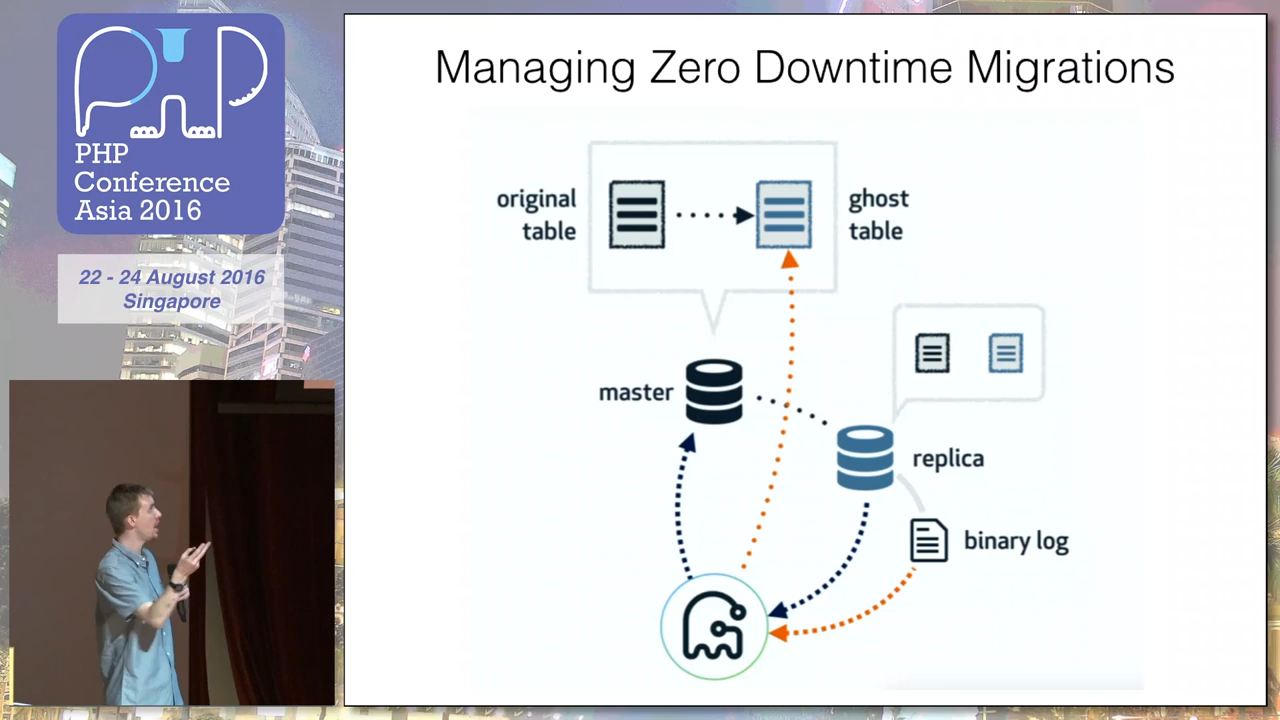 PHP
Conference
Asia 2016
22 - 24 August 2016
Singapore
Managing Zero Downtime Migrations
original
table
ghost
table
master
replica
binary log